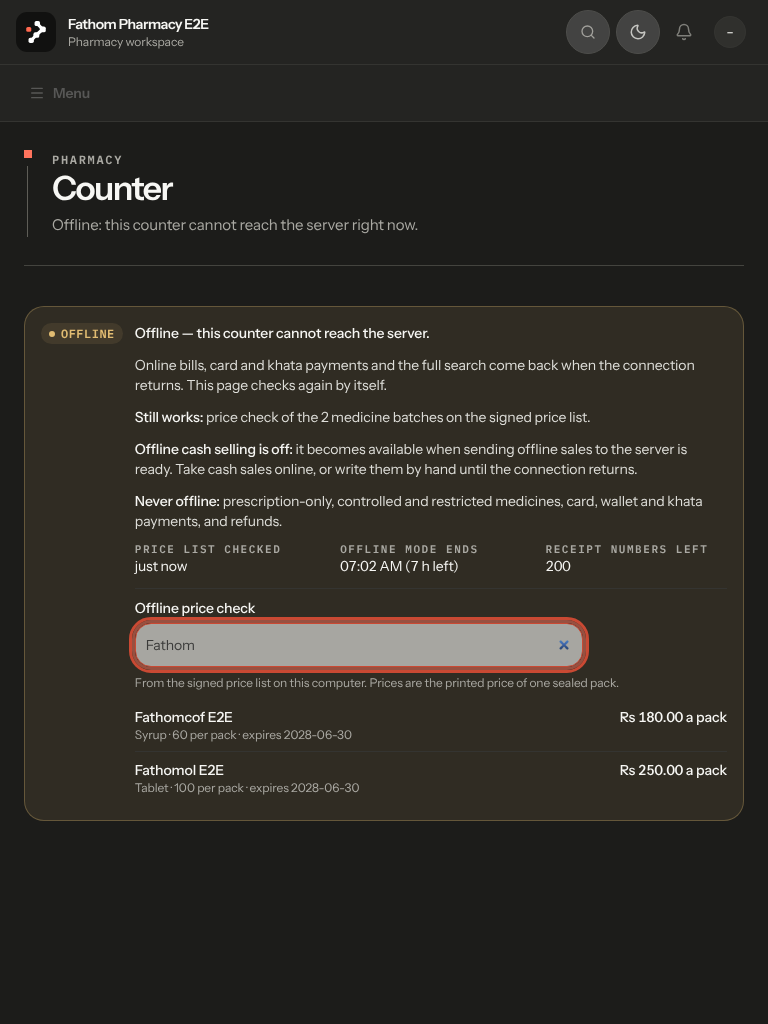 Fathom Pharmacy E2E
Pharmacy workspace
-
Menu
PHARMACY
Counter
Offline: this counter cannot reach the server right now.
OFFLINE
Offline — this counter cannot reach the server.
Online bills, card and khata payments and the full search come back when the connection
returns. This page checks again by itself.
Still works: price check of the 2 medicine batches on the signed price list.
Offline cash selling is off: it becomes available when sending offline sales to the server is
ready. Take cash sales online, or write them by hand until the connection returns.
Never offline: prescription-only, controlled and restricted medicines, card, wallet and khata
payments, and refunds.
PRICE LIST CHECKED
just now
OFFLINE MODE ENDS
07:02 AM (7 h left)
RECEIPT NUMBERS LEFT
200
Offline price check
Fathom
From the signed price list on this computer. Prices are the printed price of one sealed pack.
Fathomcof E2E
Rs 180.00 a pack
Syrup · 60 per pack · expires 2028-06-30
Fathomol E2E
Rs 250.00 a pack
Tablet · 100 per pack · expires 2028-06-30